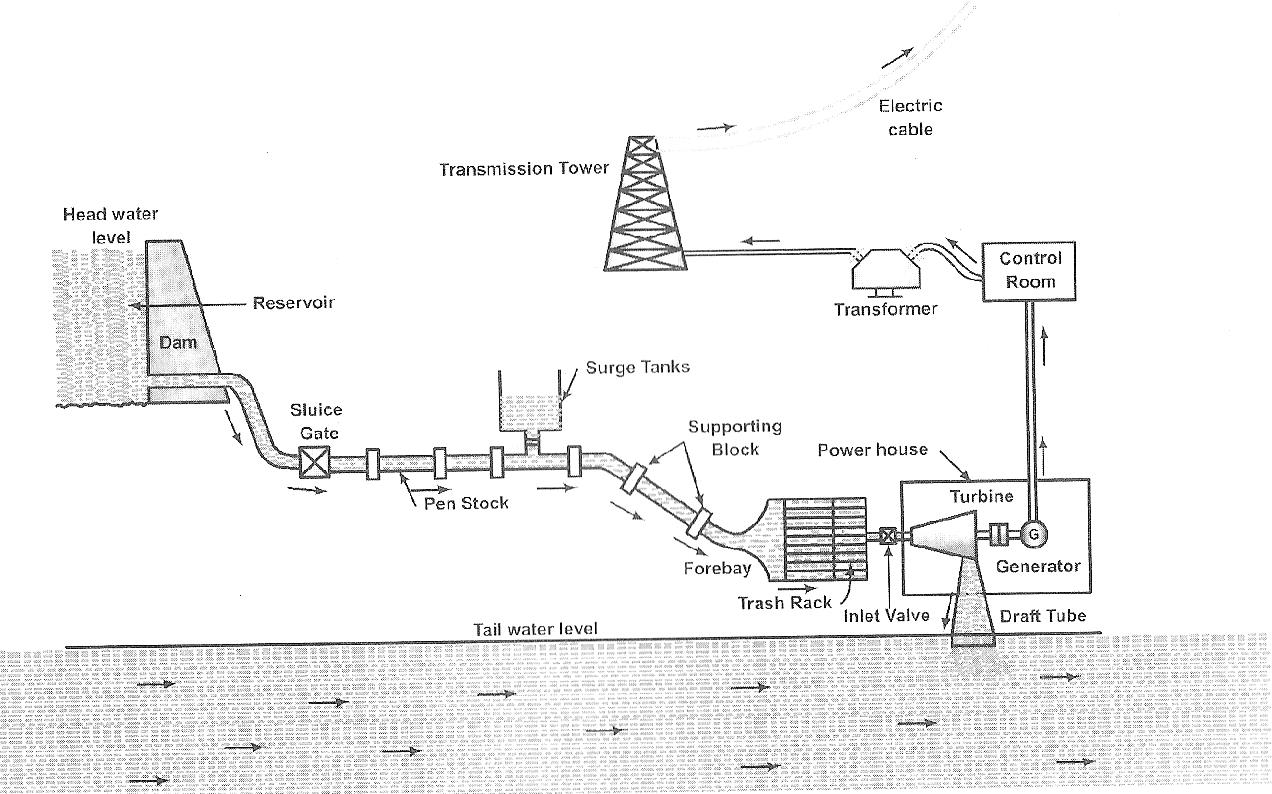 Electric
cable
Transmission Tower
Head water
level
Control
Room
Reservoir
Transformer
Dam
Surge Tanks
Sluice
Gate
Supporting
Block
Power house
Pen Stock
Turbine
G
Forebay
Generator
Trash Rack
Inlet Valve
Draft Tube
Tail water level